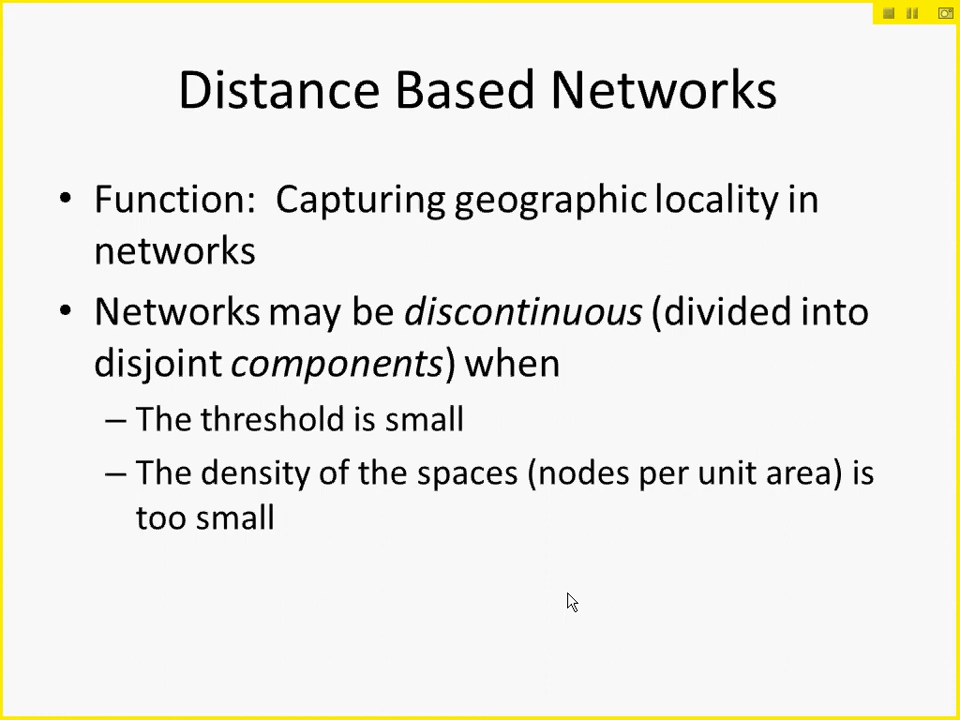 Distance Based Networks
• Function:  Capturing geographic locality in
networks
• Networks may be discontinuous (divided into
disjoint components) when
– The threshold is small
– The density of the spaces (nodes per unit area) is
too small